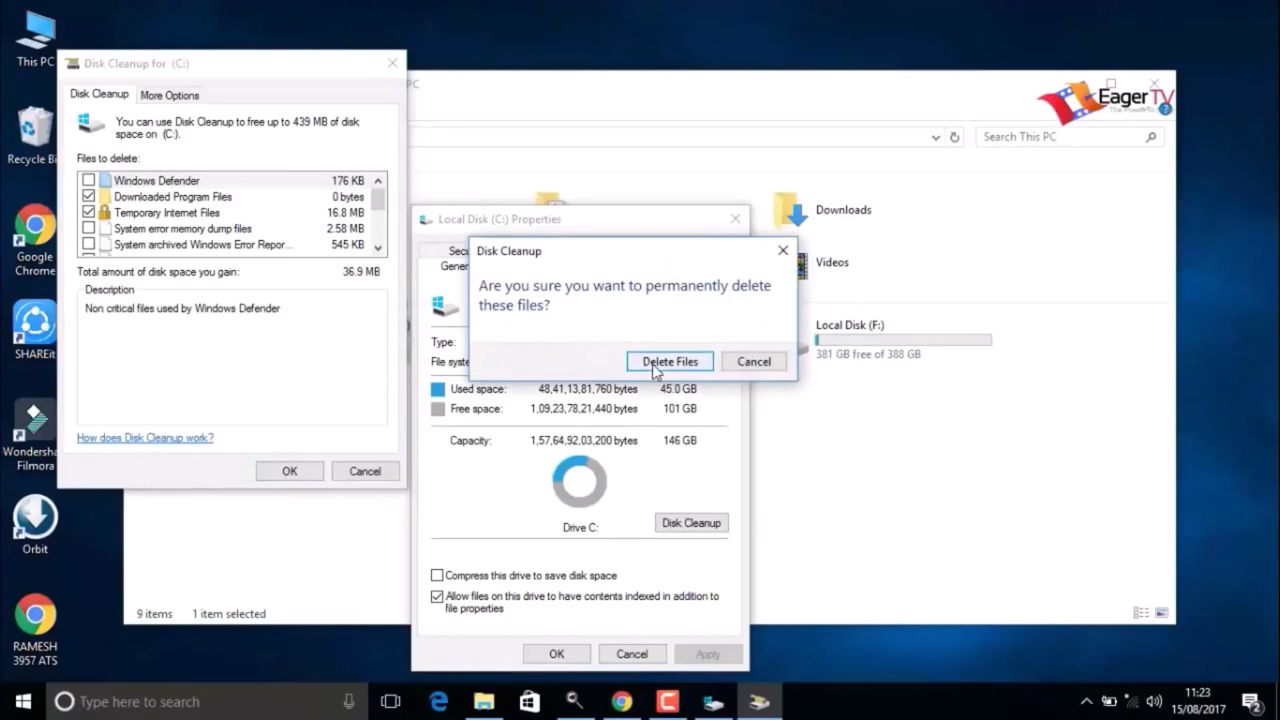 This PC
Recycle Bi
Google
Chrome
SHAREit
Wondersha
Filmora
Orbit
RAMESH
3957 ATS
Disk Cleanup for (C:)
Disk Cleanup
More Options
You can use Disk Cleanup to free up to 439 MB of disk
space on (C:).
Files to delete:
Windows Defender 176 KB
Downloaded Program Files 0 bytes
Temporary Internet Files 16.8 MB
System error memory dump files 2.58 MB
System archived Windows Error Repor... 545 KB
Total amount of disk space you gain: 36.9 MB
Description
Non critical files used by Windows Defender
How does Disk Cleanup work?
OK
Cancel
PC
EagerTV
Search This PC
Downloads
Videos
Local Disk (F:)
381 GB free of 388 GB
9 items 1 item selected
Local Disk (C:) Properties
Secu
Gener
Type:
File syste
Used space: 48,41,13,81,760 bytes 45.0 GB
Free space: 1,09,23,78,21,440 bytes 101 GB
Capacity: 1,57,64,92,03,200 bytes 146 GB
Drive C:
Disk Cleanup
Compress this drive to save disk space
Allow files on this drive to have contents indexed in addition to
file properties
OK
Cancel
Apply
Disk Cleanup
Are you sure you want to permanently delete
these files?
Delete Files
Cancel
Type here to search
11:23
15/08/2017
2